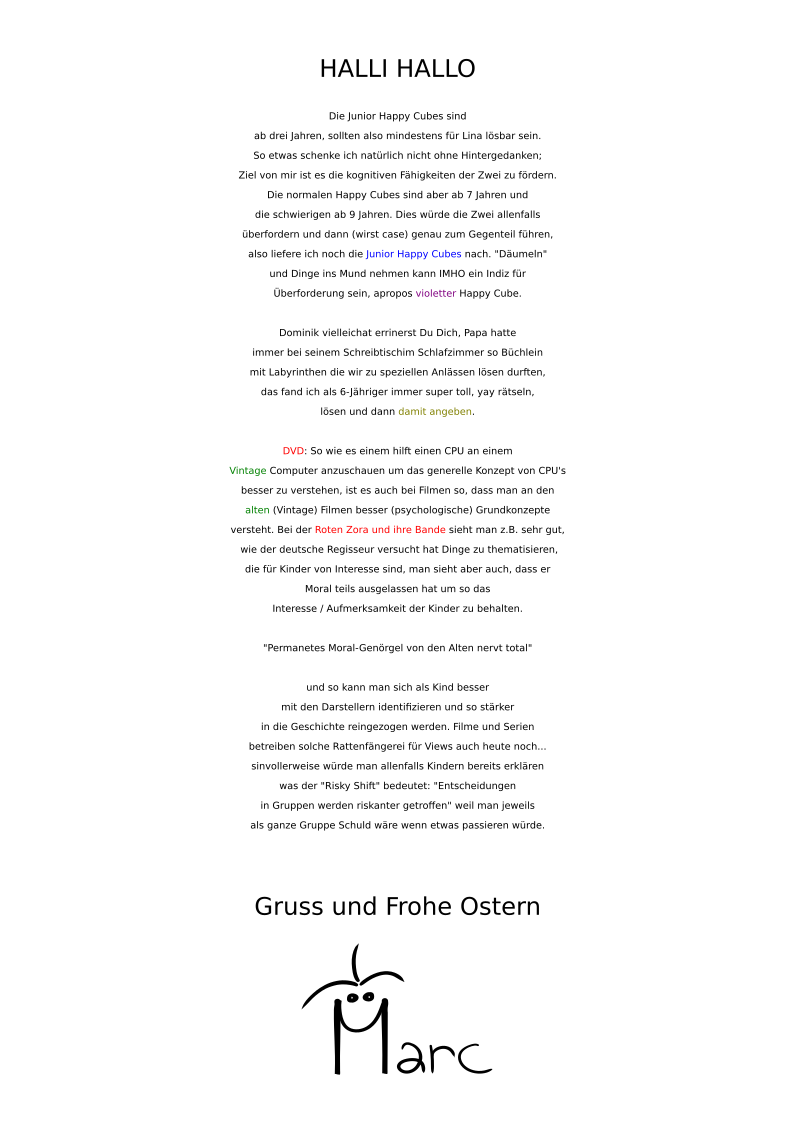 HALLI HALLO
Die Junior Happy Cubes sind
ab drei Jahren, sollten also mindestens für Lina lösbar sein.
So etwas schenke ich natürlich nicht ohne Hintergedanken;
Ziel von mir ist es die kognitiven Fähigkeiten der Zwei zu fördern.
Die normalen Happy Cubes sind aber ab 7 Jahren und
die schwierigen ab 9 Jahren. Dies würde die Zwei allenfalls
überfordern und dann (wirst case) genau zum Gegenteil führen,
also liefere ich noch die Junior Happy Cubes nach. "Däumeln"
und Dinge ins Mund nehmen kann IMHO ein Indiz für
Überforderung sein, apropos violetter Happy Cube.
Dominik vielleichat errinerst Du Dich, Papa hatte
immer bei seinem Schreibtischim Schlafzimmer so Büchlein
mit Labyrinthen die wir zu speziellen Anlässen lösen durften,
das fand ich als 6-Jähriger immer super toll, yay rätseln,
lösen und dann damit angeben.
DVD: So wie es einem hilft einen CPU an einem
Vintage Computer anzuschauen um das generelle Konzept von CPU's
besser zu verstehen, ist es auch bei Filmen so, dass man an den
alten (Vintage) Filmen besser (psychologische) Grundkonzepte
versteht. Bei der Roten Zora und ihre Bande sieht man z.B. sehr gut,
wie der deutsche Regisseur versucht hat Dinge zu thematisieren,
die für Kinder von Interesse sind, man sieht aber auch, dass er
Moral teils ausgelassen hat um so das
Interesse / Aufmerksamkeit der Kinder zu behalten.
"Permanetes Moral-Genörgel von den Alten nervt total"
und so kann man sich als Kind besser
mit den Darstellern identifizieren und so stärker
in die Geschichte reingezogen werden. Filme und Serien
betreiben solche Rattenfängerei für Views auch heute noch...
sinvollerweise würde man allenfalls Kindern bereits erklären
was der "Risky Shift" bedeutet: "Entscheidungen
in Gruppen werden riskanter getroffen" weil man jeweils
als ganze Gruppe Schuld wäre wenn etwas passieren würde.
Gruss und Frohe Ostern
Marc